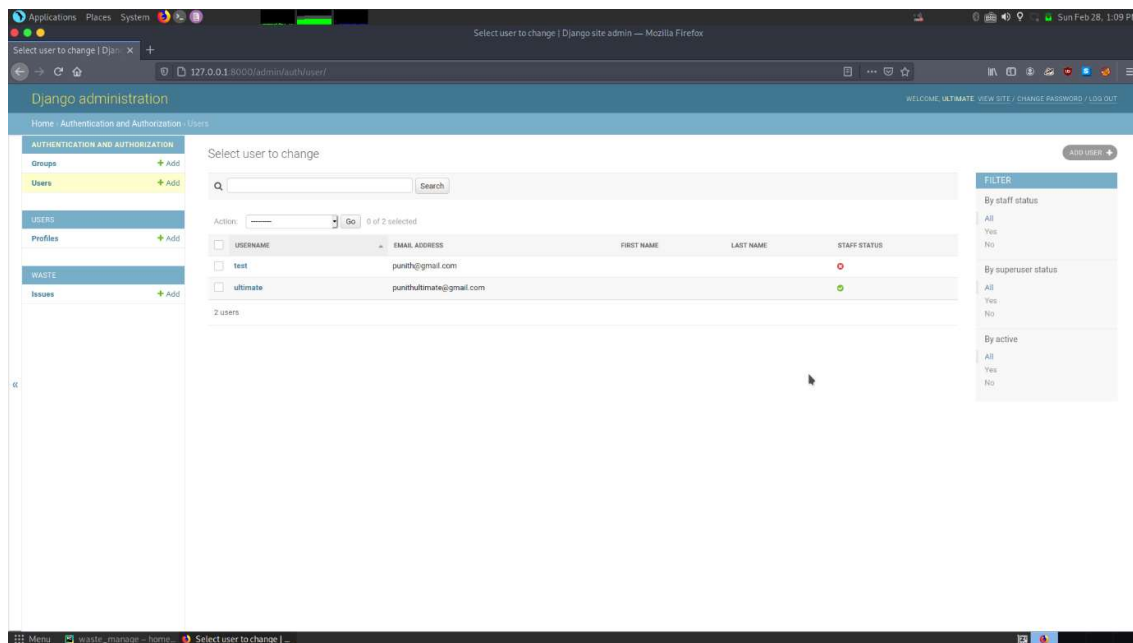 Applications Places System
Sun Feb 28, 1:09 P
Select user to change | Django site admin — Mozilla Firefox
Select user to change | Djan
127.0.0.1:8000/admin/auth/user/
Django administration
WELCOME, ULTIMATE. VIEW SITE / CHANGE PASSWORD / LOG OUT
Home › Authentication and Authorization › Users
AUTHENTICATION AND AUTHORIZATION
Groups + Add
Users + Add
USERS
Profiles + Add
WASTE
Issues + Add
«
Select user to change
ADD USER +
Search
Action: --------- Go 0 of 2 selected
USERNAME EMAIL ADDRESS FIRST NAME LAST NAME STAFF STATUS
test punith@gmail.com
ultimate punithultimate@gmail.com
2 users
FILTER
By staff status
All
Yes
No
By superuser status
All
Yes
No
By active
All
Yes
No
Menu waste_manage – home... Select user to change | ...